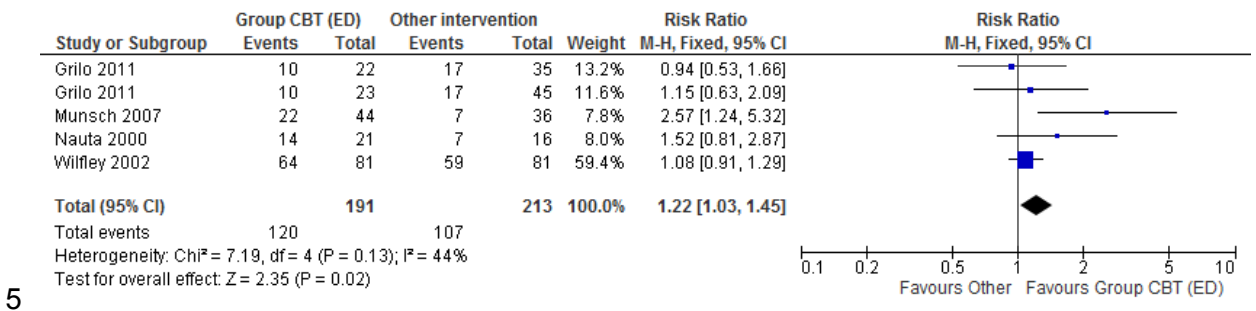 Group CBT (ED) Other intervention Risk Ratio Risk Ratio
Study or Subgroup Events Total Events Total Weight M-H, Fixed, 95% CI M-H, Fixed, 95% CI
Grilo 2011 10 22 17 35 13.2% 0.94 [0.53, 1.66]
Grilo 2011 10 23 17 45 11.6% 1.15 [0.63, 2.09]
Munsch 2007 22 44 7 36 7.8% 2.57 [1.24, 5.32]
Nauta 2000 14 21 7 16 8.0% 1.52 [0.81, 2.87]
Wilfley 2002 64 81 59 81 59.4% 1.08 [0.91, 1.29]
Total (95% CI) 191 213 100.0% 1.22 [1.03, 1.45]
Total events 120 107
Heterogeneity: Chi² = 7.19, df = 4 (P = 0.13); I² = 44%
Test for overall effect: Z = 2.35 (P = 0.02)
0.1 0.2 0.5 1 2 5 10
Favours Other Favours Group CBT (ED)
5